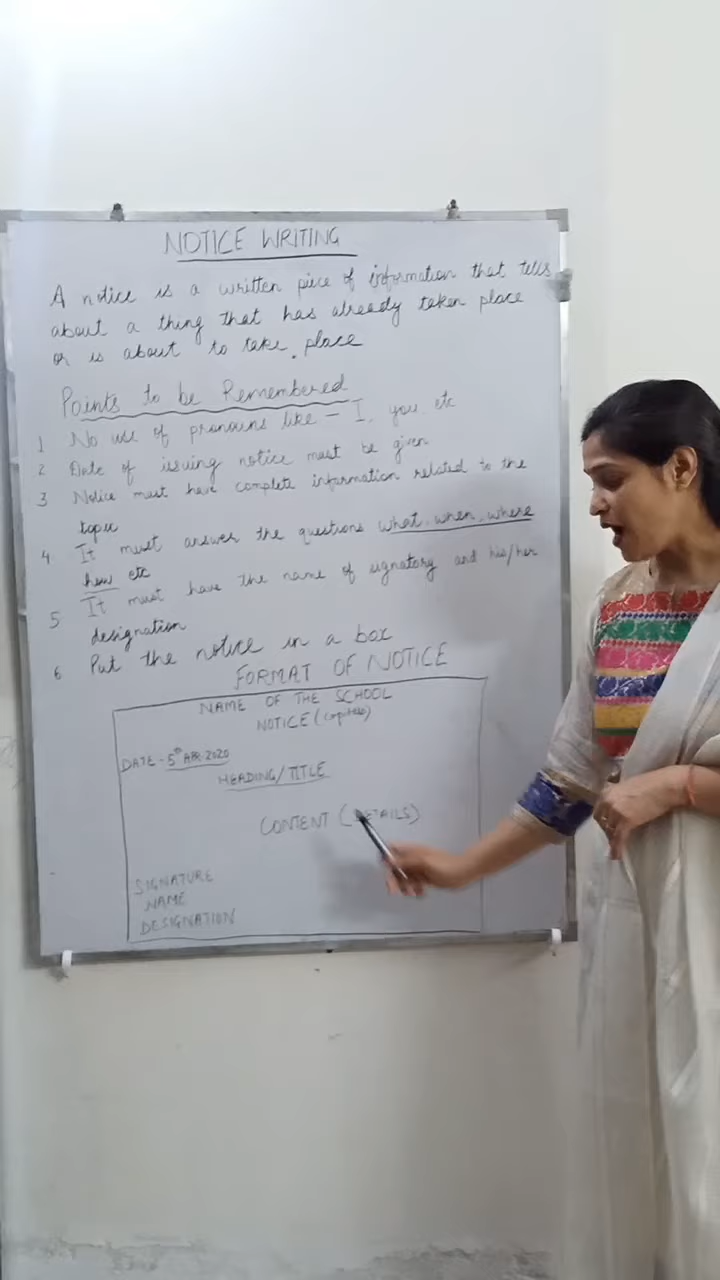 NOTICE WRITING
A notice is a written piece of information that tells
about a thing that has already taken place
or is about to take place
Points to be Remembered
1 No use of pronouns like - I, you, etc
2 Date of issuing notice must be given
3 Notice must have complete information related to the
topic
4 It must answer the questions what, when, where
how etc
5 It must have the name of signatory and his/her
designation
6 Put the notice in a box
FORMAT OF NOTICE
NAME OF THE SCHOOL
NOTICE (capitals)
DATE - 5th APR 2020
HEADING/TITLE
CONTENT (DETAILS)
SIGNATURE
NAME
DESIGNATION